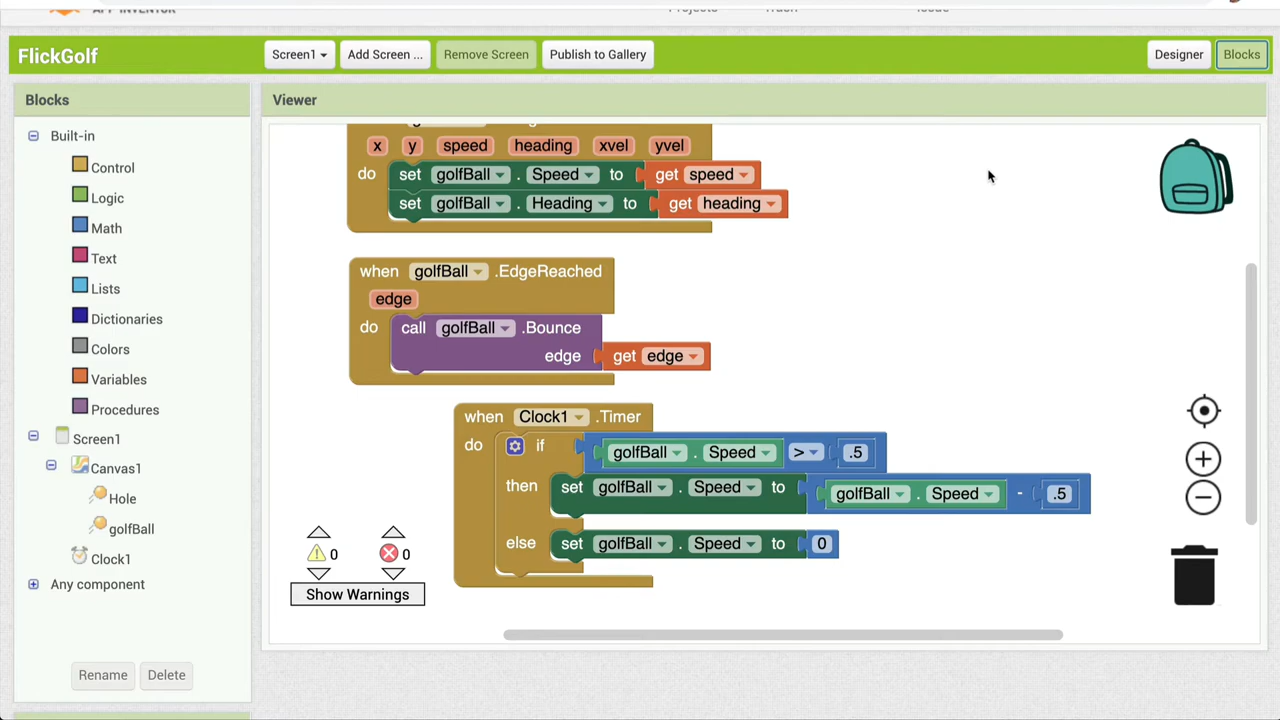 FlickGolf
Screen1
Add Screen ...
Remove Screen
Publish to Gallery
Designer
Blocks
Blocks
Viewer
Built-in
Control
Logic
Math
Text
Lists
Dictionaries
Colors
Variables
Procedures
Screen1
Canvas1
Hole
golfBall
Clock1
Any component
Rename
Delete
x y speed heading xvel yvel
do set golfBall . Speed to get speed
set golfBall . Heading to get heading
when golfBall .EdgeReached
edge
do call golfBall .Bounce
edge get edge
when Clock1 .Timer
do if golfBall . Speed > .5
then set golfBall . Speed to golfBall . Speed - .5
else set golfBall . Speed to 0
0 0
Show Warnings